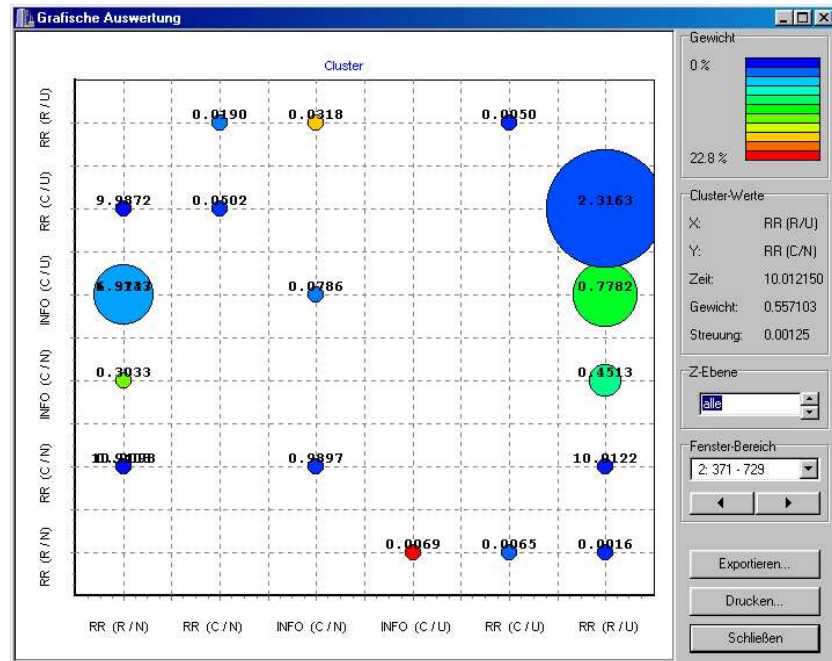 Grafische Auswertung
Cluster
RR (R / U)
0.0190
0.0318
0.0050
RR (C / U)
9.9872
0.0502
2.3163
INFO (C / U)
0.0786
0.7782
INFO (C / N)
0.3033
0.4513
RR (C / N)
0.9897
10.0122
RR (R / N)
0.0069
0.0065
0.0016
RR (R / N)
RR (C / N)
INFO (C / N)
INFO (C / U)
RR (C / U)
RR (R / U)
Gewicht
0 %
22.8 %
Cluster-Werte
X: RR (R/U)
Y: RR (C/N)
Zeit: 10.012150
Gewicht: 0.557103
Streuung: 0.00125
Z-Ebene
alle
Fenster-Bereich
2: 371 - 729
Exportieren...
Drucken...
Schließen